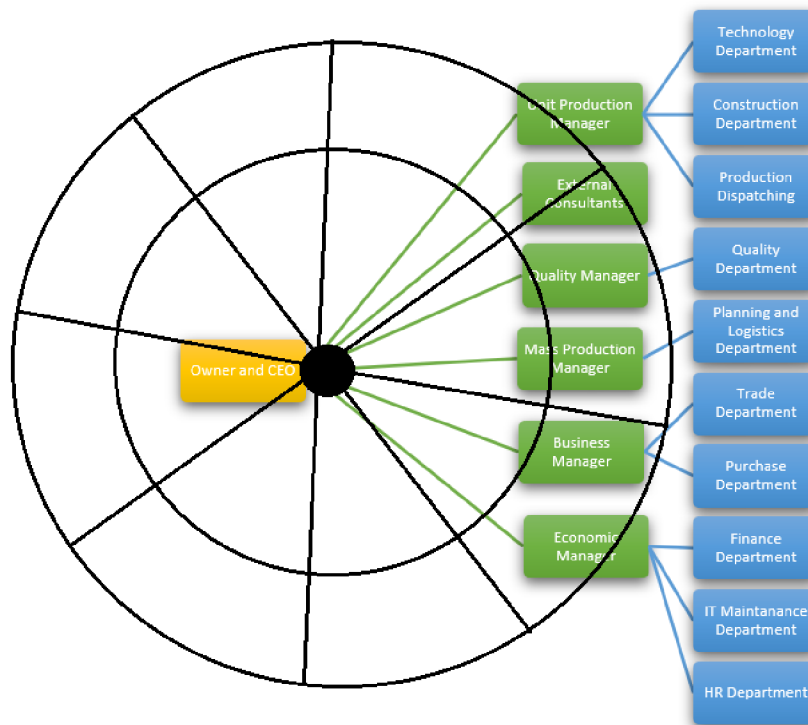 Technology
Department
Unit Production
Manager
Construction
Department
Production
Dispatching
External
Consultants
Quality Manager
Quality
Department
Owner and CEO
Mass Production
Manager
Planning and
Logistics
Department
Business
Manager
Trade
Department
Purchase
Department
Economic
Manager
Finance
Department
IT Maintanance
Department
HR Department